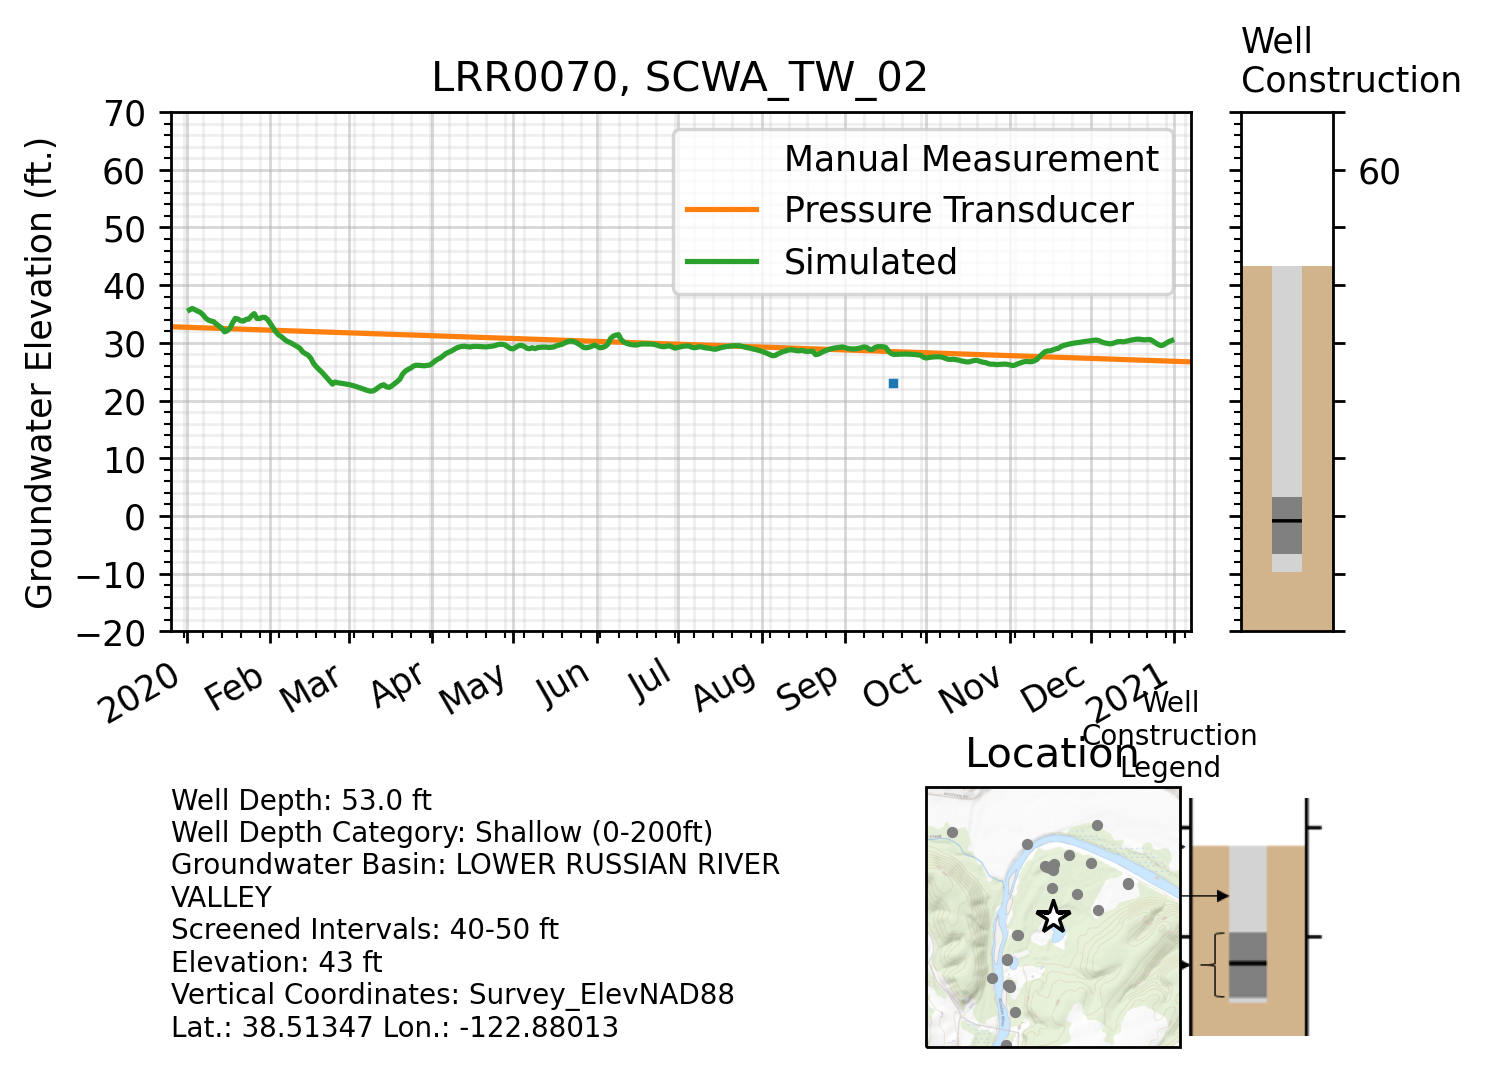 Well
Construction
LRR0070, SCWA_TW_02
Groundwater Elevation (ft.)
70
60
50
40
30
20
10
0
−10
−20
Manual Measurement
Pressure Transducer
Simulated
60
2020
Feb
Mar
Apr
May
Jun
Jul
Aug
Sep
Oct
Nov
Dec
2021
Well
Construction
Legend
Location
Well Depth: 53.0 ft
Well Depth Category: Shallow (0-200ft)
Groundwater Basin: LOWER RUSSIAN RIVER
VALLEY
Screened Intervals: 40-50 ft
Elevation: 43 ft
Vertical Coordinates: Survey_ElevNAD88
Lat.: 38.51347 Lon.: -122.88013